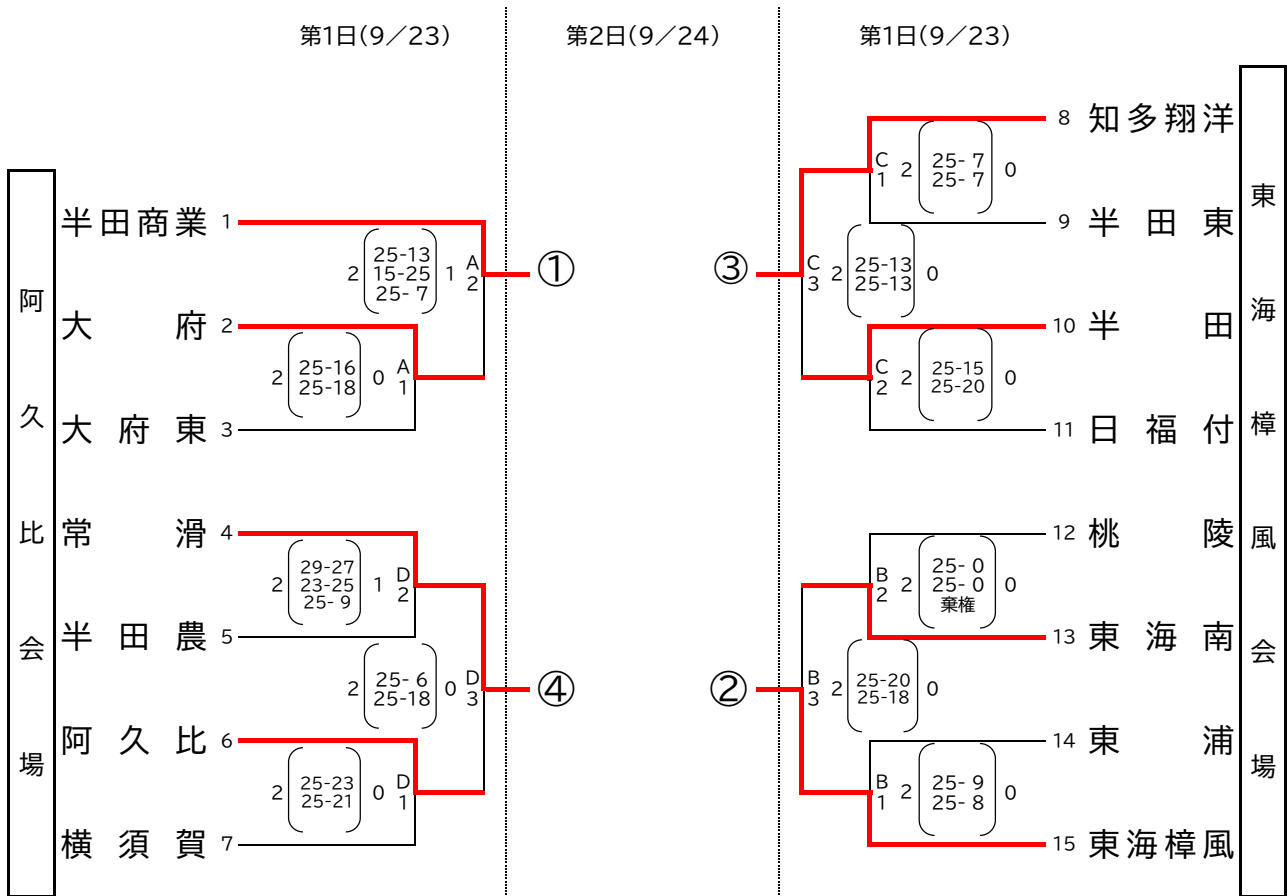 第1日(9／23)
第2日(9／24)
第1日(9／23)
阿久比会場
半田商業 1
大府 2
大府東 3
常滑 4
半田農 5
阿久比 6
横須賀 7
2
25-13
15-25
25- 7
1
A
2
①
2
25-16
25-18
0
A
1
2
29-27
23-25
25- 9
1
D
2
2
25- 6
25-18
0
D
3
④
2
25-23
25-21
0
D
1
東海樟風会場
8 知多翔洋
9 半田東
10 半田
11 日福付
12 桃陵
13 東海南
14 東浦
15 東海樟風
C
1
2
25- 7
25- 7
0
③
C
3
2
25-13
25-13
0
C
2
2
25-15
25-20
0
B
2
2
25- 0
25- 0
棄権
0
②
B
3
2
25-20
25-18
0
B
1
2
25- 9
25- 8
0